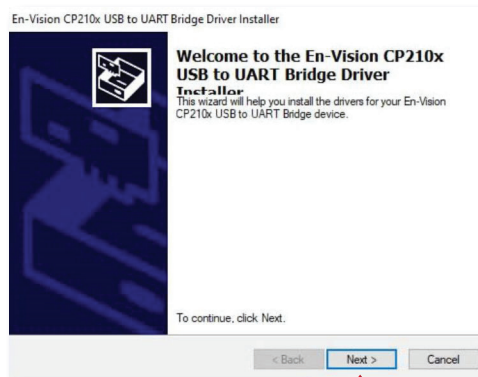 En-Vision CP210x USB to UART Bridge Driver Installer
Welcome to the En-Vision CP210x
USB to UART Bridge Driver
Installer
This wizard will help you install the drivers for your En-Vision
CP210x USB to UART Bridge device.
To continue, click Next.
< Back Next > Cancel